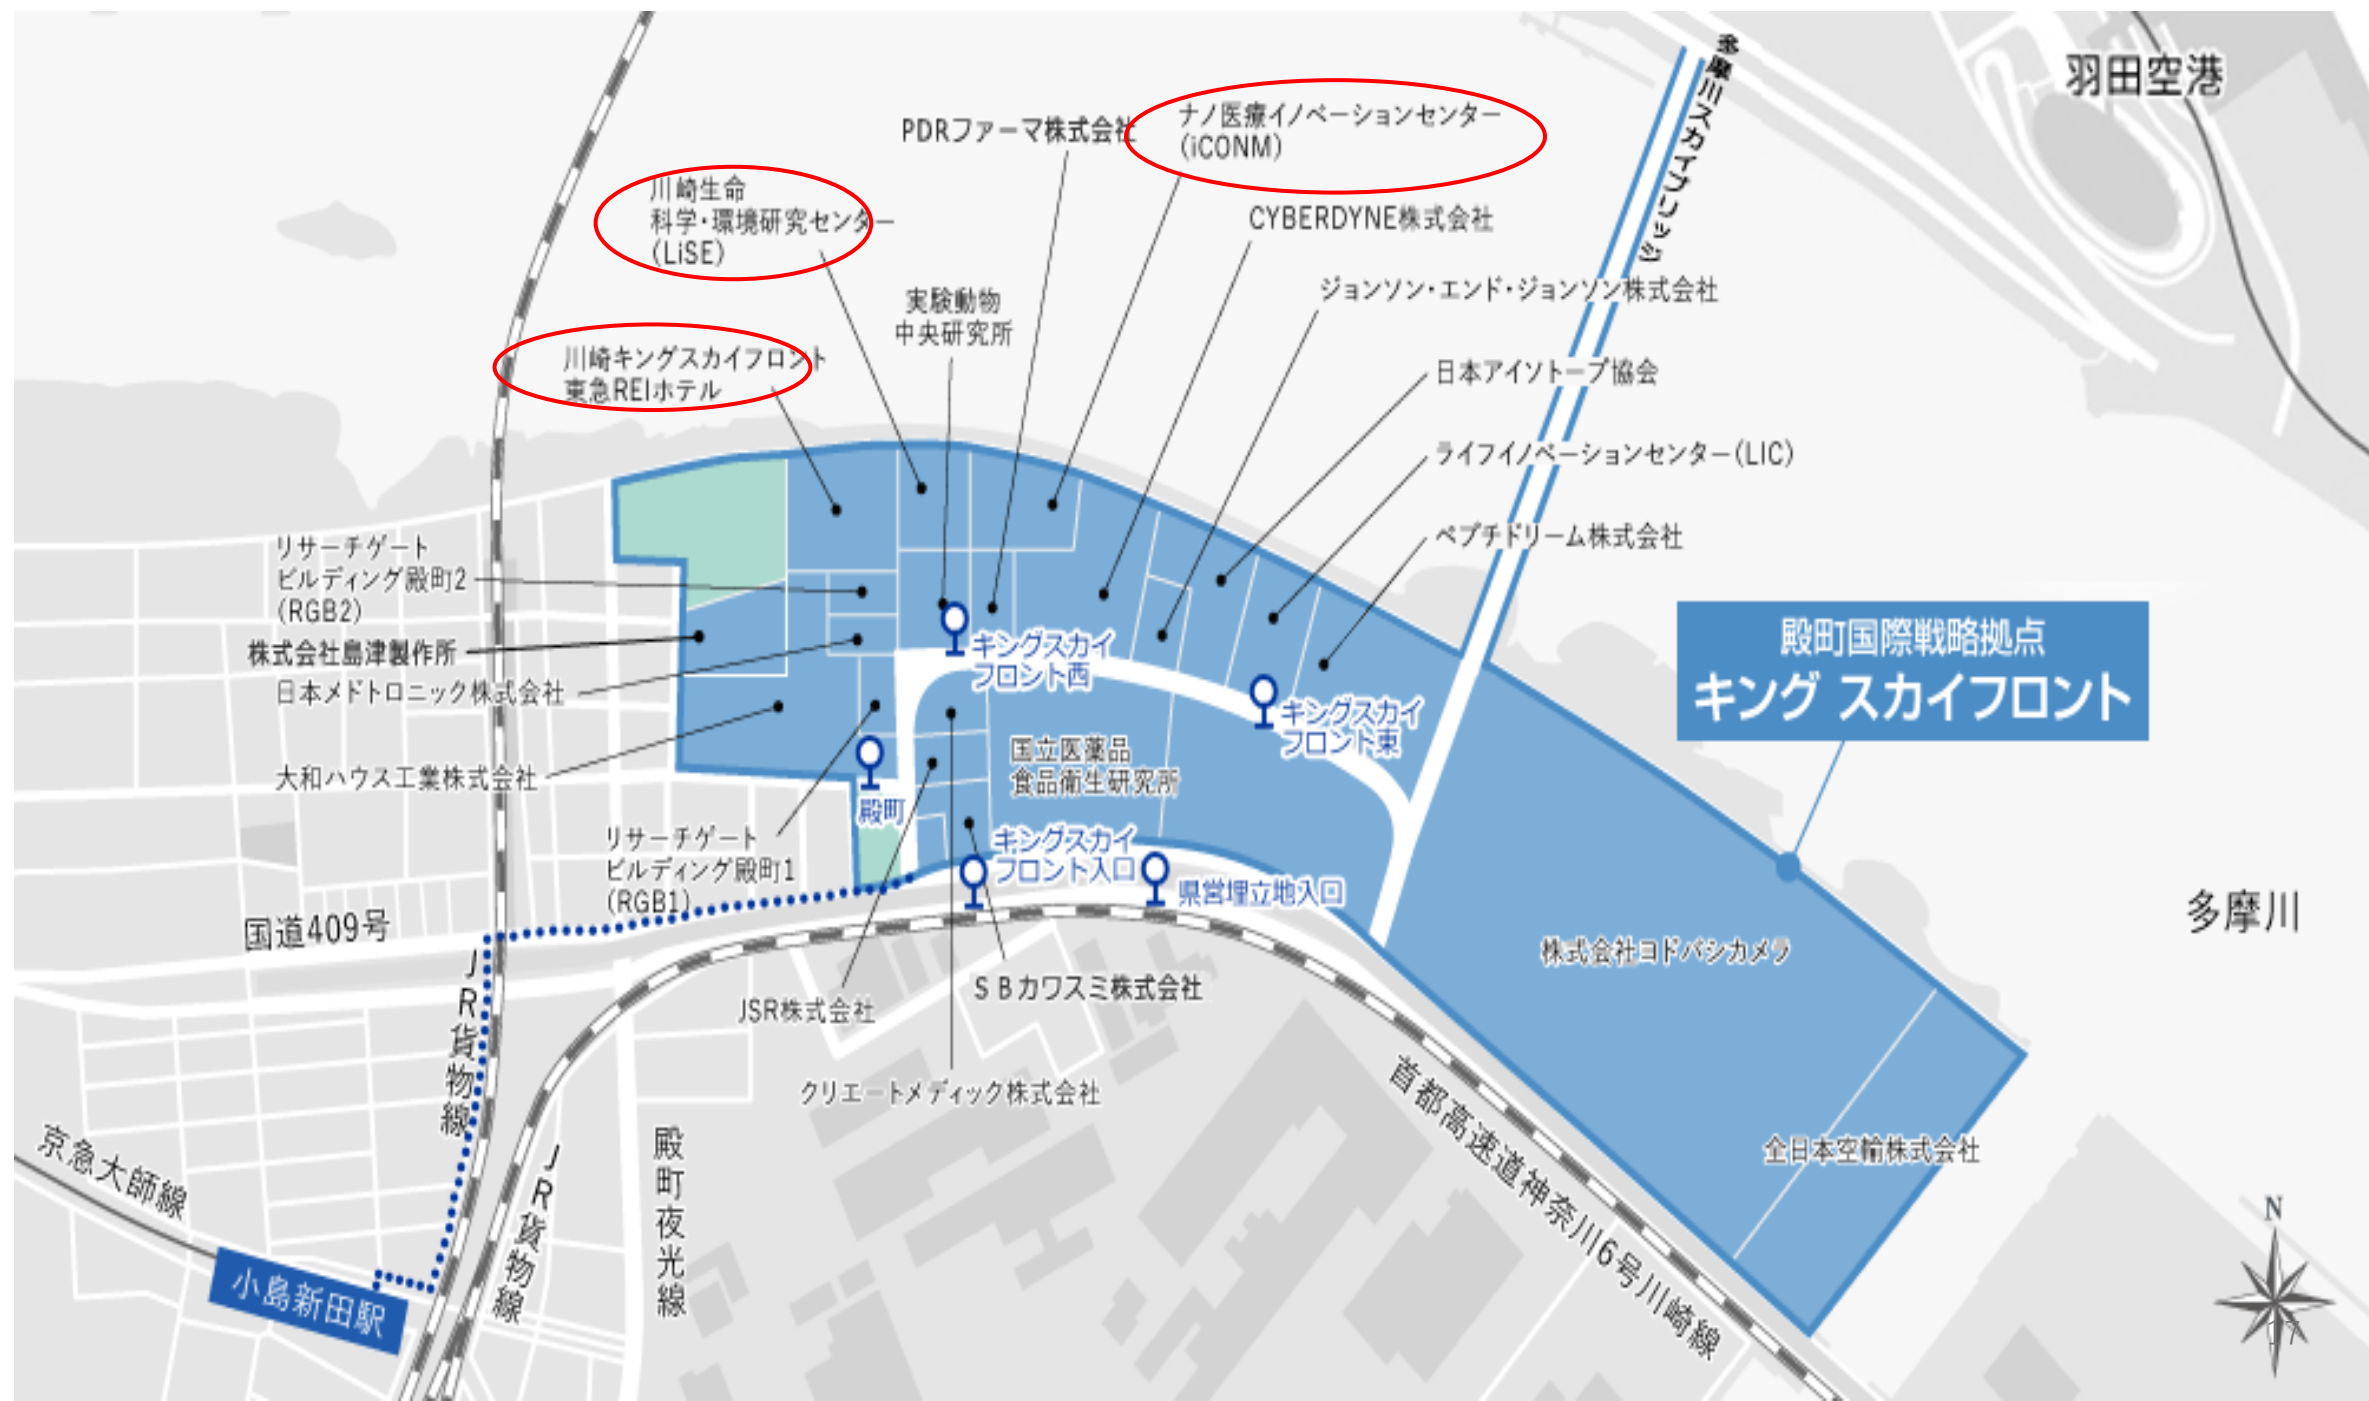 羽田空港
多摩川スカイブリッジ
ナノ医療イノベーションセンター
(iCONM)
PDRファーマ株式会社
川崎生命
科学・環境研究センター
(LiSE)
CYBERDYNE株式会社
ジョンソン・エンド・ジョンソン株式会社
実験動物
中央研究所
川崎キングスカイフロント
東急REIホテル
日本アイソトープ協会
ライフイノベーションセンター(LIC)
ペプチドリーム株式会社
リサーチゲート
ビルディング殿町2
(RGB2)
株式会社島津製作所
日本メドトロニック株式会社
大和ハウス工業株式会社
キングスカイ
フロント西
キングスカイ
フロント東
殿町国際戦略拠点
キング スカイフロント
国立医薬品
食品衛生研究所
殿町
リサーチゲート
ビルディング殿町1
(RGB1)
キングスカイ
フロント入口
県営埋立地入口
国道409号
多摩川
株式会社ヨドバシカメラ
JR貨物線
JSR株式会社
SBカワスミ株式会社
クリエートメディック株式会社
首都高速道神奈川6号川崎線
全日本空輸株式会社
京急大師線
JR貨物線
殿町夜光線
小島新田駅
N
17